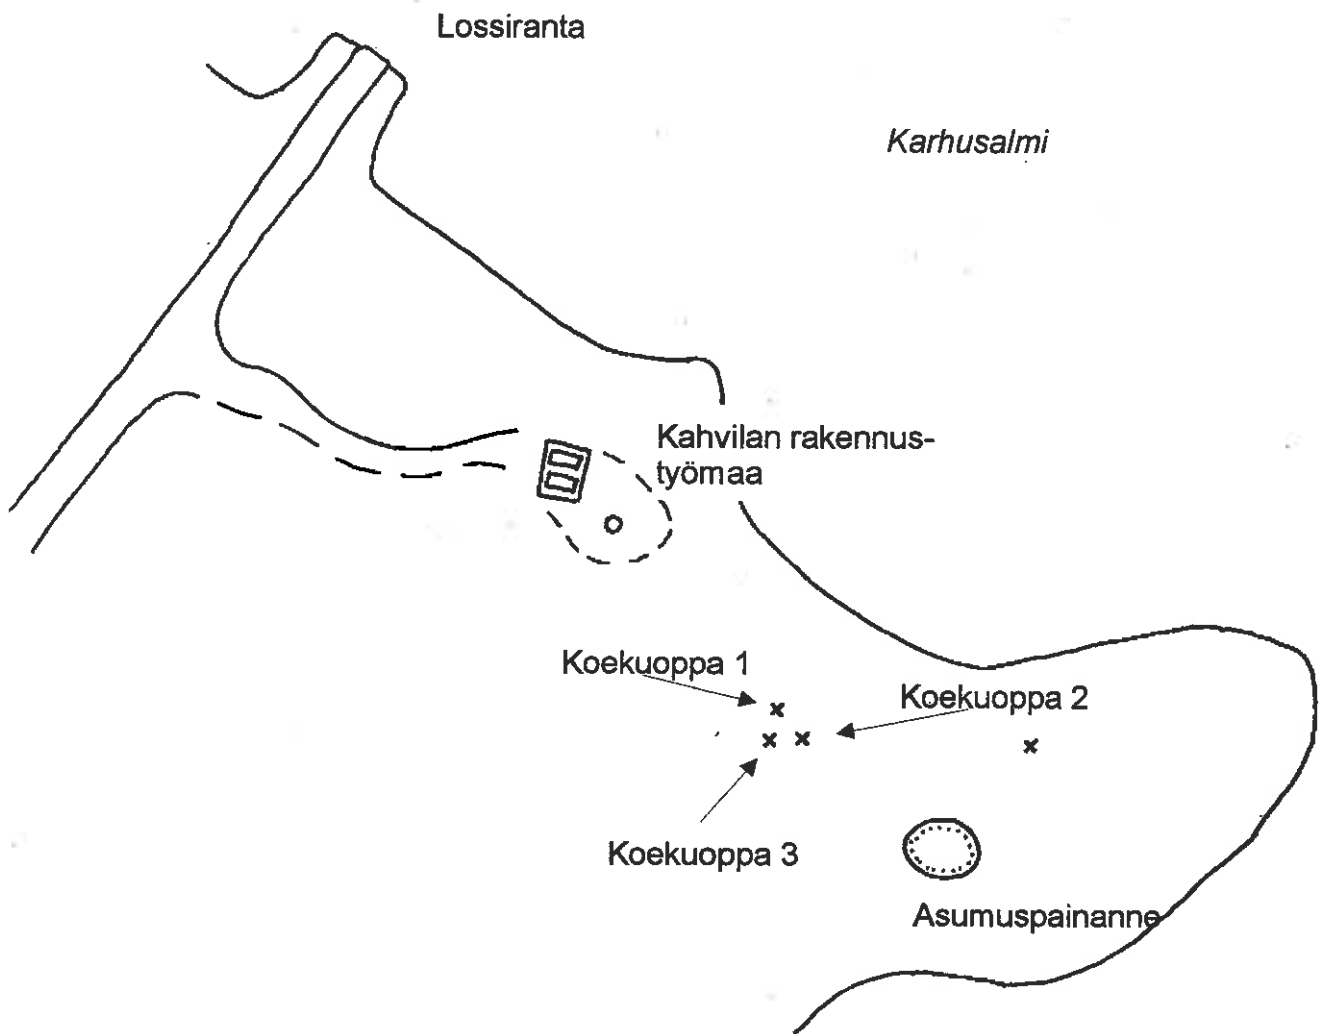 Lossiranta
Karhusalmi
Kahvilan rakennus-
työmaa
Koekuoppa 1
Koekuoppa 2
Koekuoppa 3
Asumuspainanne